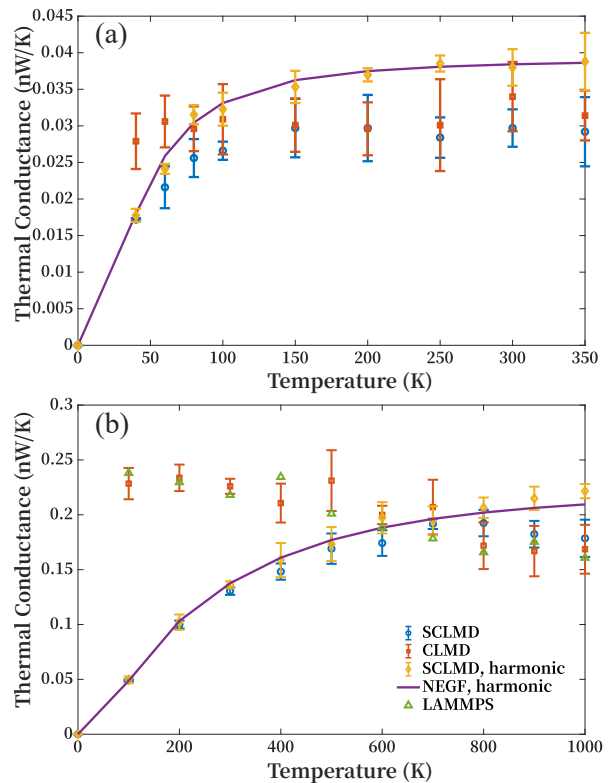 (a)
Thermal Conductance (nW/K)
0.045
0.04
0.035
0.03
0.025
0.02
0.015
0.01
0.005
0
0 50 100 150 200 250 300 350
Temperature (K)
(b)
Thermal Conductance (nW/K)
0.3
0.25
0.2
0.15
0.1
0.05
0
SCLMD
CLMD
SCLMD, harmonic
NEGF, harmonic
LAMMPS
0 200 400 600 800 1000
Temperature (K)